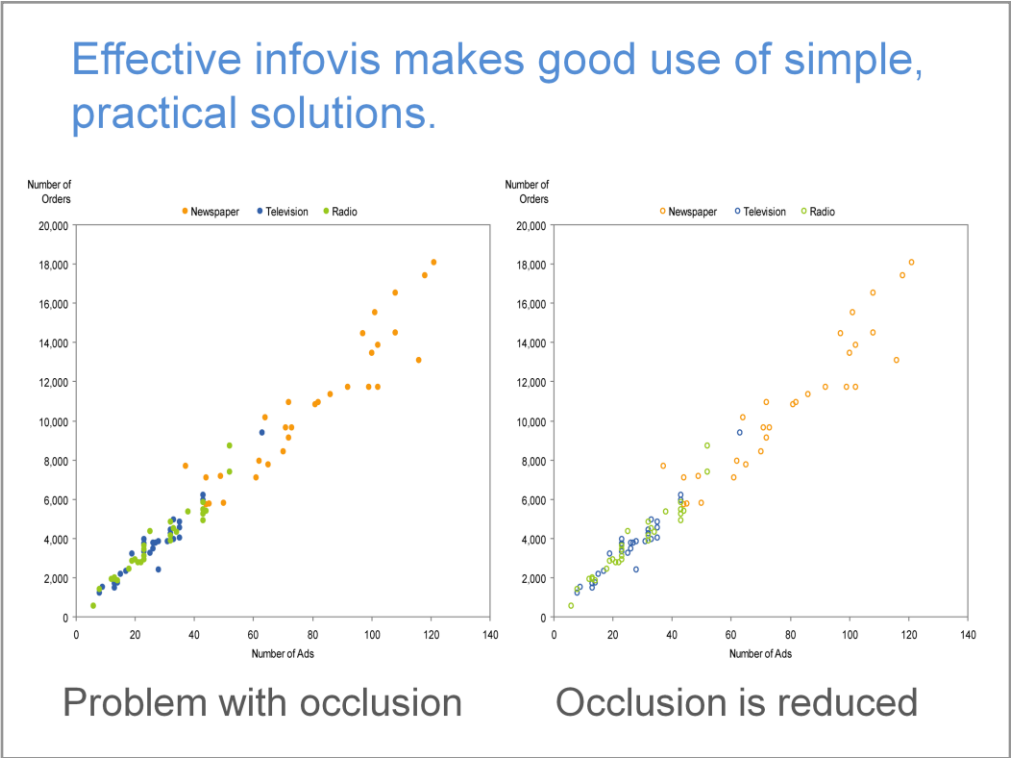 Effective infovis makes good use of simple,
practical solutions.
Number of
Orders
Newspaper Television Radio
20,000
18,000
16,000
14,000
12,000
10,000
8,000
6,000
4,000
2,000
0
0 20 40 60 80 100 120 140
Number of Ads
Problem with occlusion
Number of
Orders
Newspaper Television Radio
20,000
18,000
16,000
14,000
12,000
10,000
8,000
6,000
4,000
2,000
0
0 20 40 60 80 100 120 140
Number of Ads
Occlusion is reduced